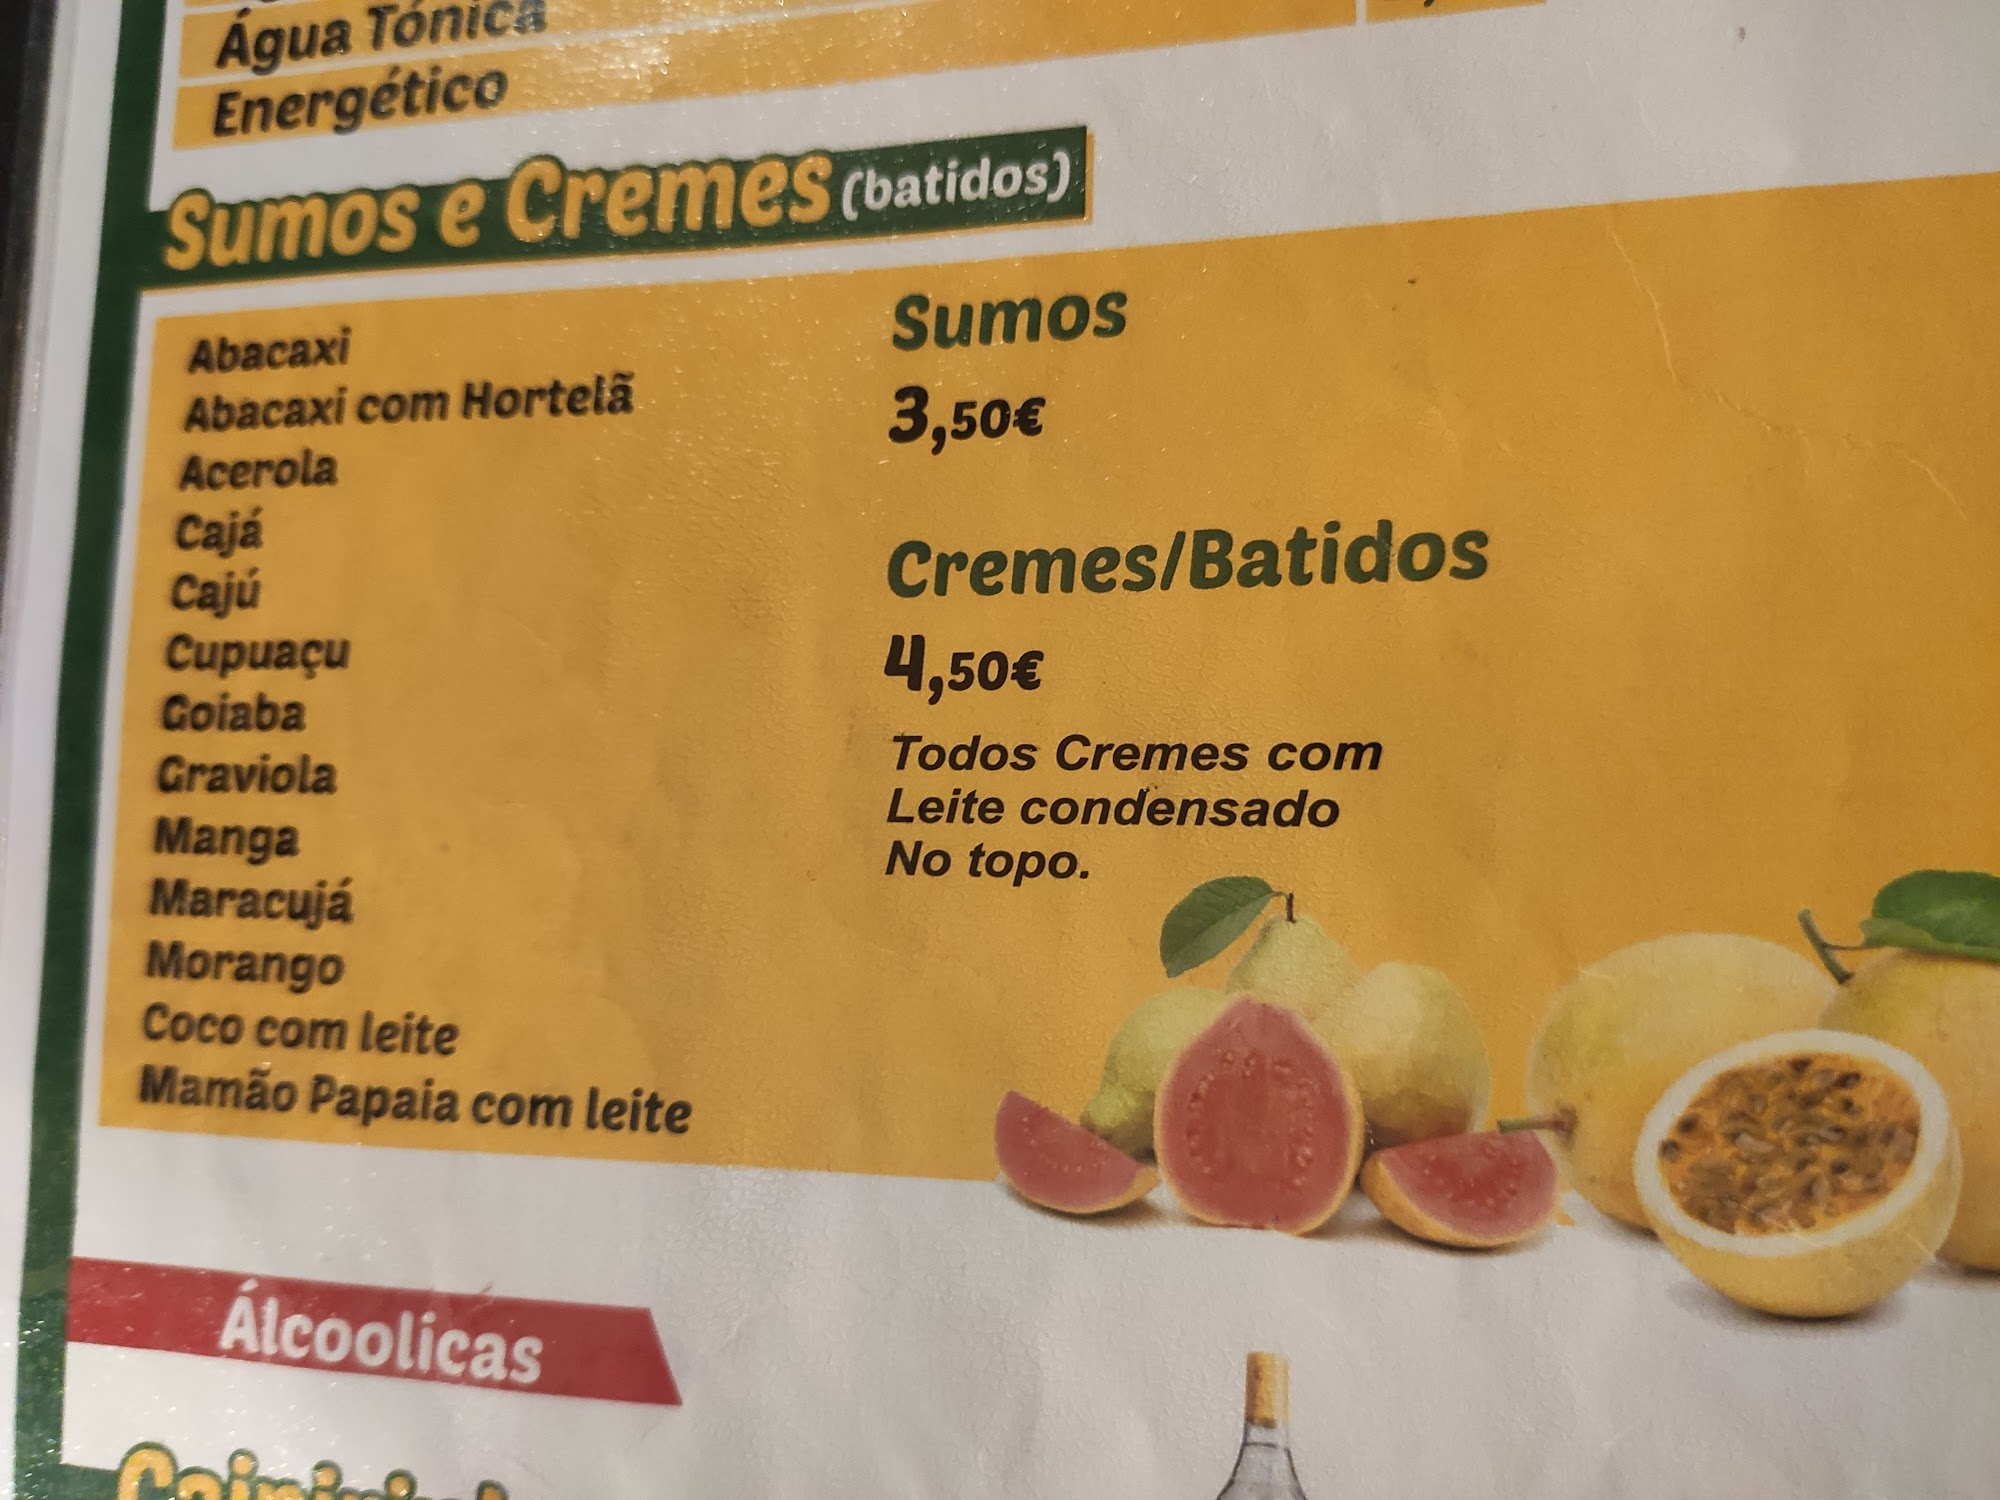 Água Tónica
Energético
Sumos e Cremes (batidos)
Abacaxi
Abacaxi com Hortelã
Acerola
Cajá
Cajú
Cupuaçu
Goiaba
Graviola
Manga
Maracujá
Morango
Coco com leite
Mamão Papaia com leite
Sumos
3,50€
Cremes/Batidos
4,50€
Todos Cremes com
Leite condensado
No topo.
Álcoolicas